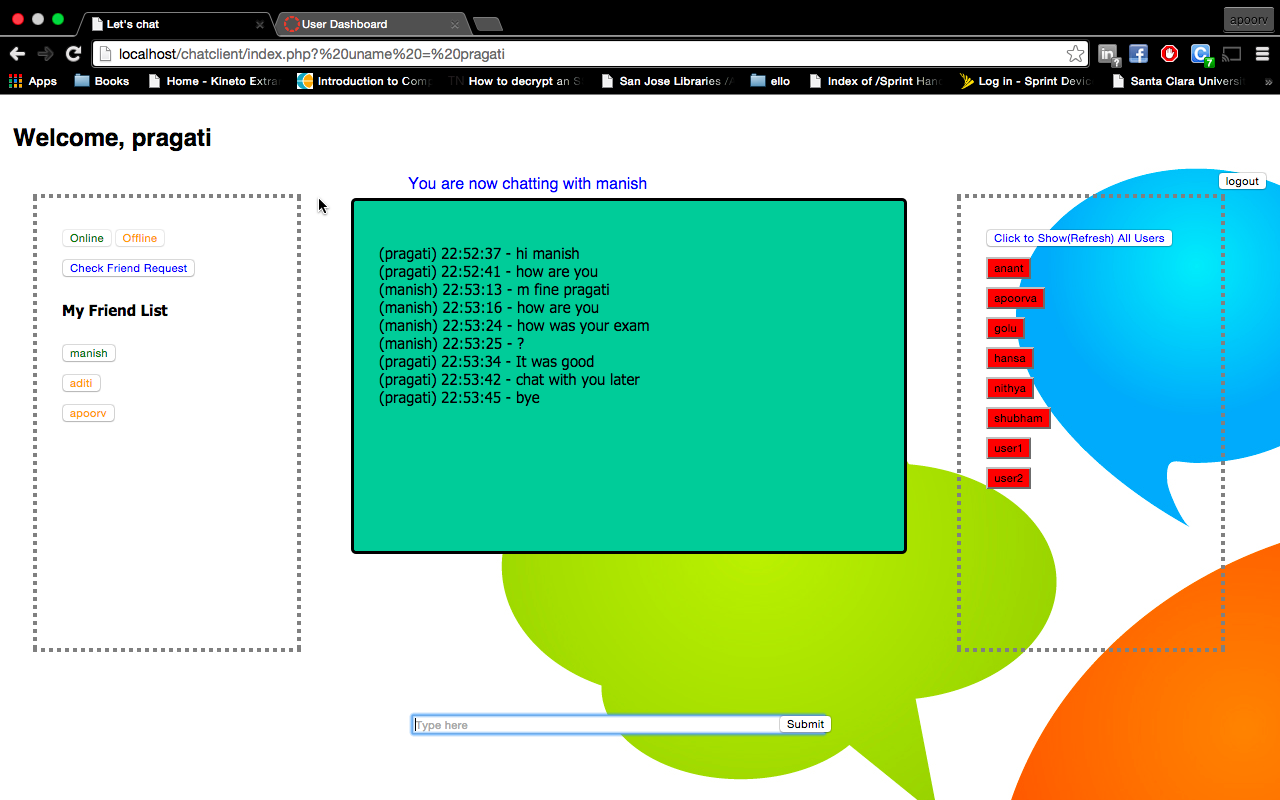 Let's chat
User Dashboard
apoorv
localhost/chatclient/index.php?%20uname%20=%20pragati
Apps
Books
Home - Kineto Extra
Introduction to Comp
How to decrypt an S
San Jose Libraries /
ello
Index of /Sprint Han
Log in - Sprint Devic
Santa Clara Universi
»
Welcome, pragati
You are now chatting with manish
logout
Online Offline
Check Friend Request
My Friend List
manish
aditi
apoorv
(pragati) 22:52:37 - hi manish
(pragati) 22:52:41 - how are you
(manish) 22:53:13 - m fine pragati
(manish) 22:53:16 - how are you
(manish) 22:53:24 - how was your exam
(manish) 22:53:25 - ?
(pragati) 22:53:34 - It was good
(pragati) 22:53:42 - chat with you later
(pragati) 22:53:45 - bye
Click to Show(Refresh) All Users
anant
apoorva
golu
hansa
nithya
shubham
user1
user2
Type here
Submit